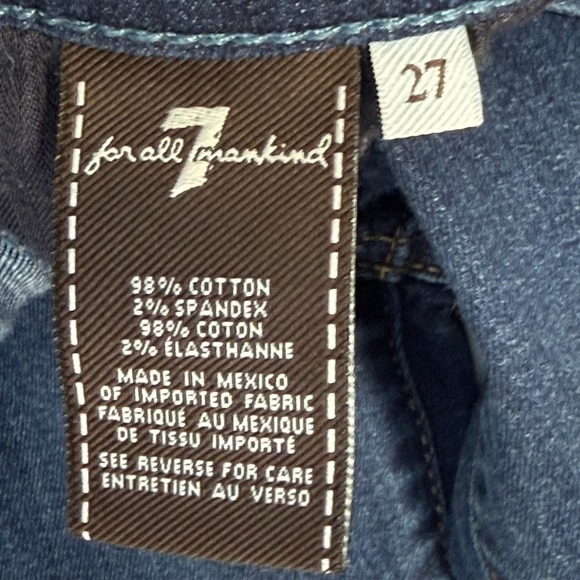 27
7
for all mankind
98% COTTON
2% SPANDEX
98% COTON
2% ÉLASTHANNE
MADE IN MEXICO
OF IMPORTED FABRIC
FABRIQUÉ AU MEXIQUE
DE TISSU IMPORTÉ
SEE REVERSE FOR CARE
ENTRETIEN AU VERSO